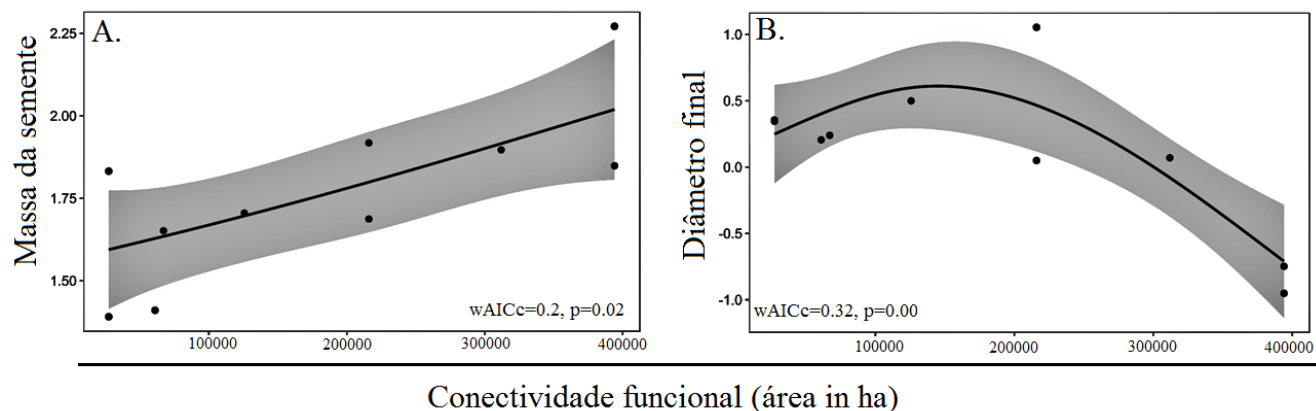 A.
Massa da semente
2.25
2.00
1.75
1.50
wAICc=0.2, p=0.02
100000 200000 300000 400000
B.
Diâmetro final
1.0
0.5
0.0
-0.5
-1.0
wAICc=0.32, p=0.00
100000 200000 300000 400000
Conectividade funcional (área in ha)